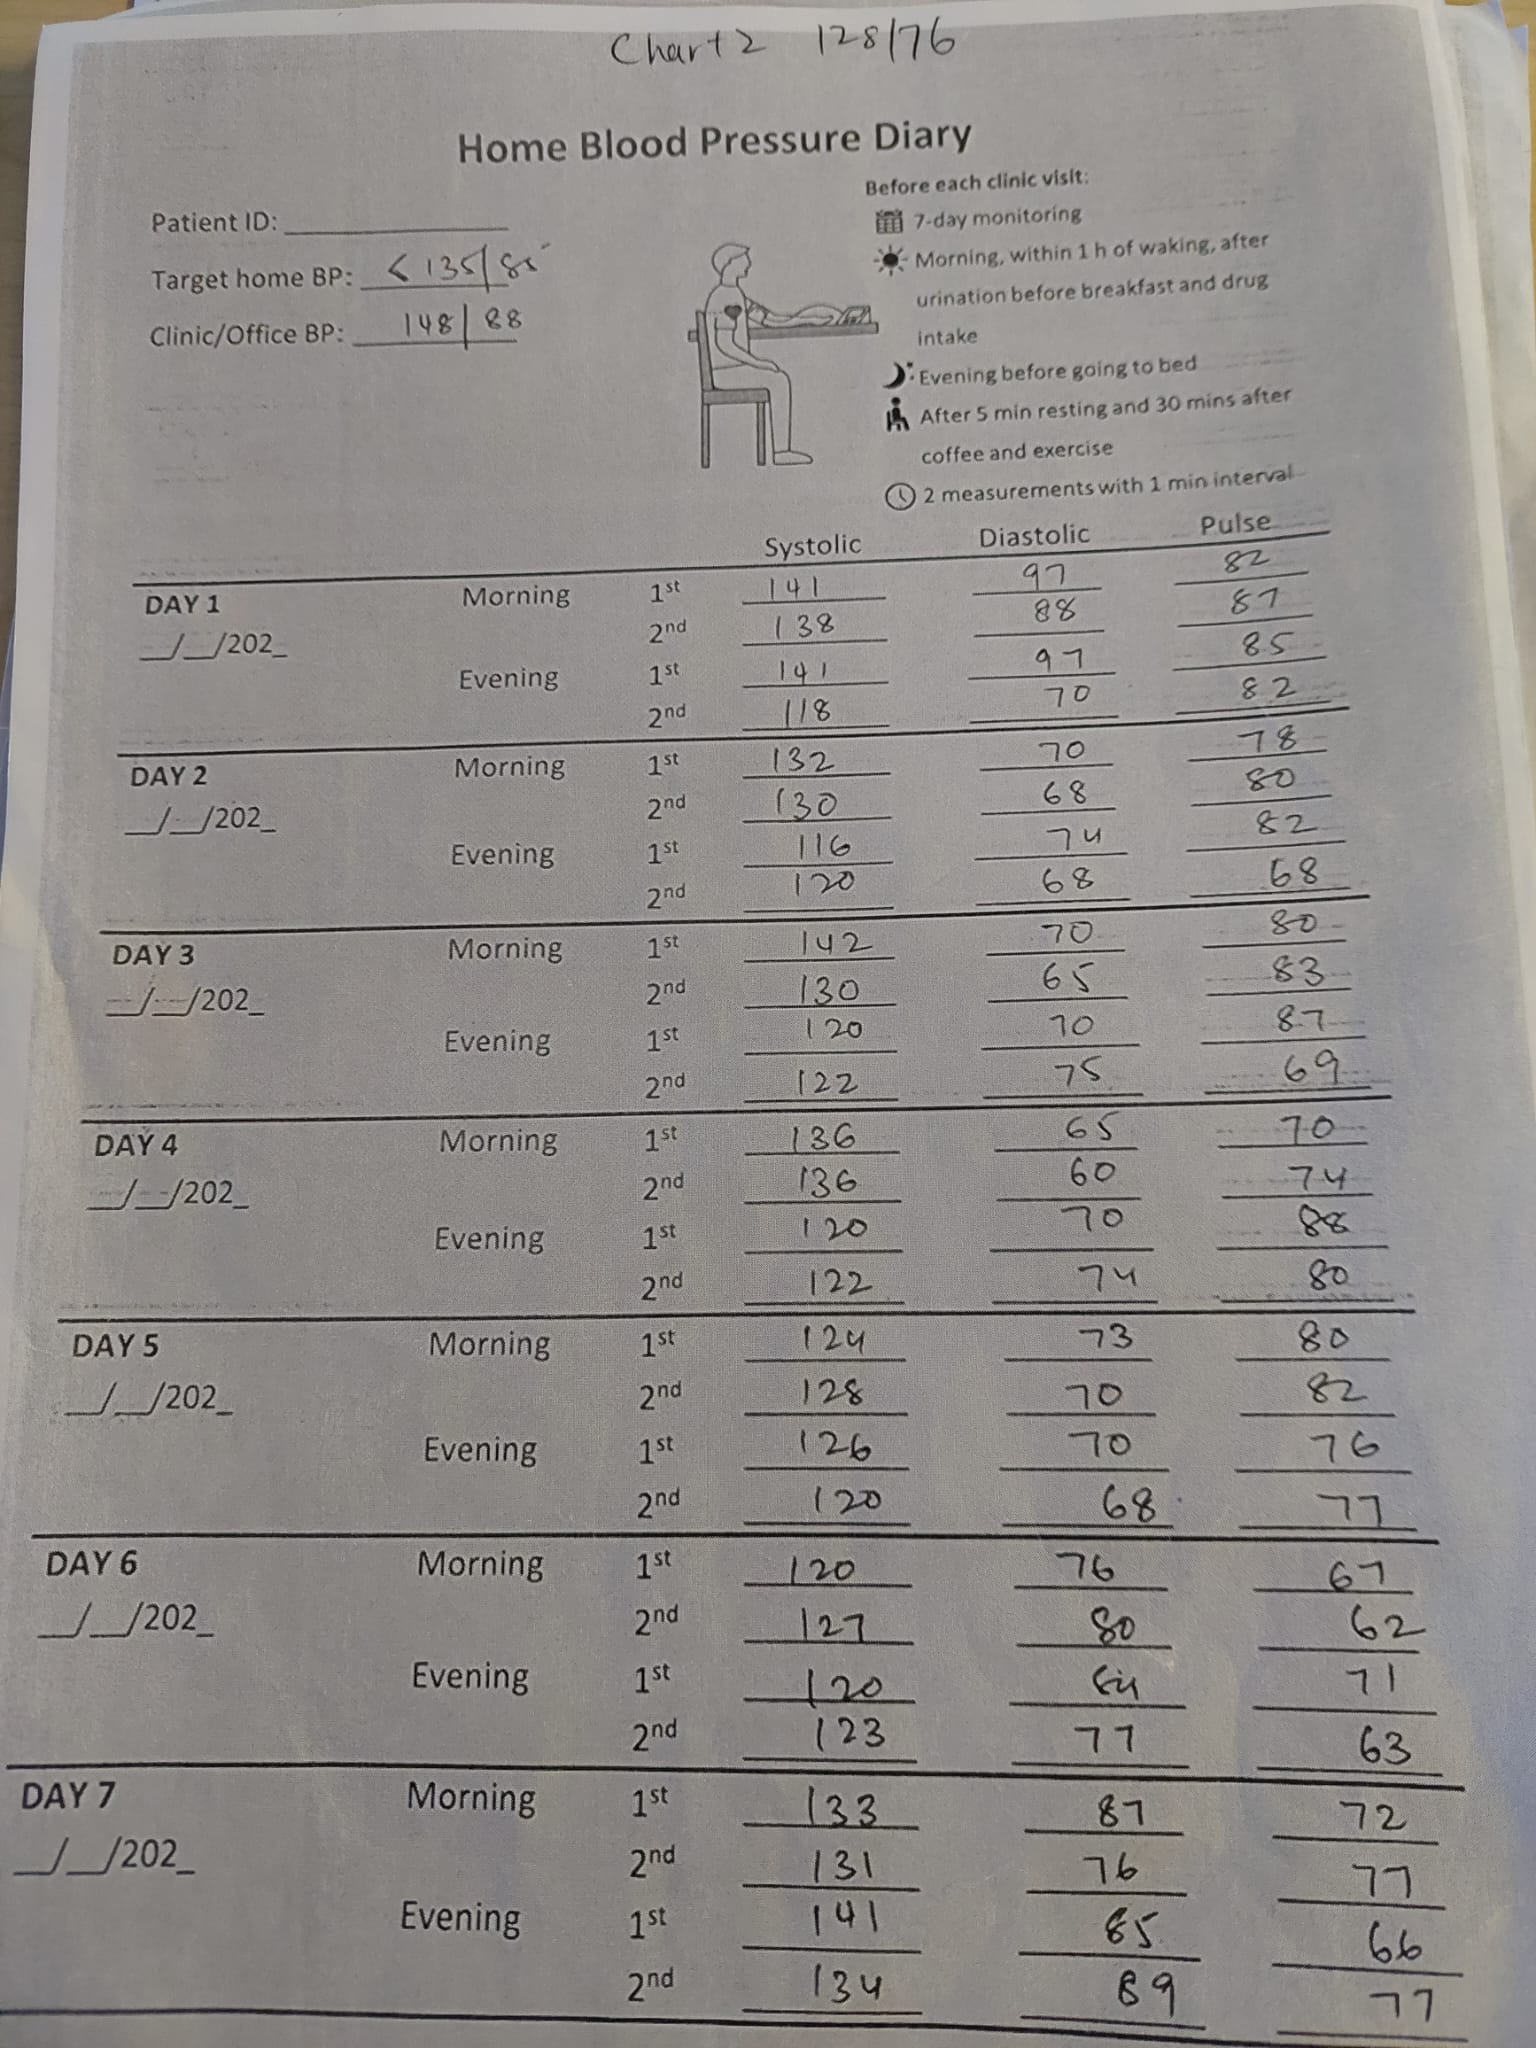 Chart 2 128/76
Home Blood Pressure Diary
Patient ID:
Target home BP: < 135/85
Clinic/Office BP: 148/88
Before each clinic visit:
7-day monitoring
Morning, within 1 h of waking, after
urination before breakfast and drug
intake
Evening before going to bed
After 5 min resting and 30 mins after
coffee and exercise
2 measurements with 1 min interval
Systolic Diastolic Pulse
DAY 1 Morning 1st 141 97 82
__/__/202_ 2nd 138 88 87
Evening 1st 141 97 85
2nd 118 70 82
DAY 2 Morning 1st 132 70 78
__/__/202_ 2nd 130 68 80
Evening 1st 116 74 82
2nd 120 68 68
DAY 3 Morning 1st 142 70 80
__/__/202_ 2nd 130 65 83
Evening 1st 120 70 87
2nd 122 75 69
DAY 4 Morning 1st 136 65 70
__/__/202_ 2nd 136 60 74
Evening 1st 120 70 88
2nd 122 74 80
DAY 5 Morning 1st 124 73 80
__/__/202_ 2nd 128 70 82
Evening 1st 126 70 76
2nd 120 68 77
DAY 6 Morning 1st 120 76 67
__/__/202_ 2nd 127 80 62
Evening 1st 120 84 71
2nd 123 77 63
DAY 7 Morning 1st 133 87 72
__/__/202_ 2nd 131 76 77
Evening 1st 141 85 66
2nd 134 89 77